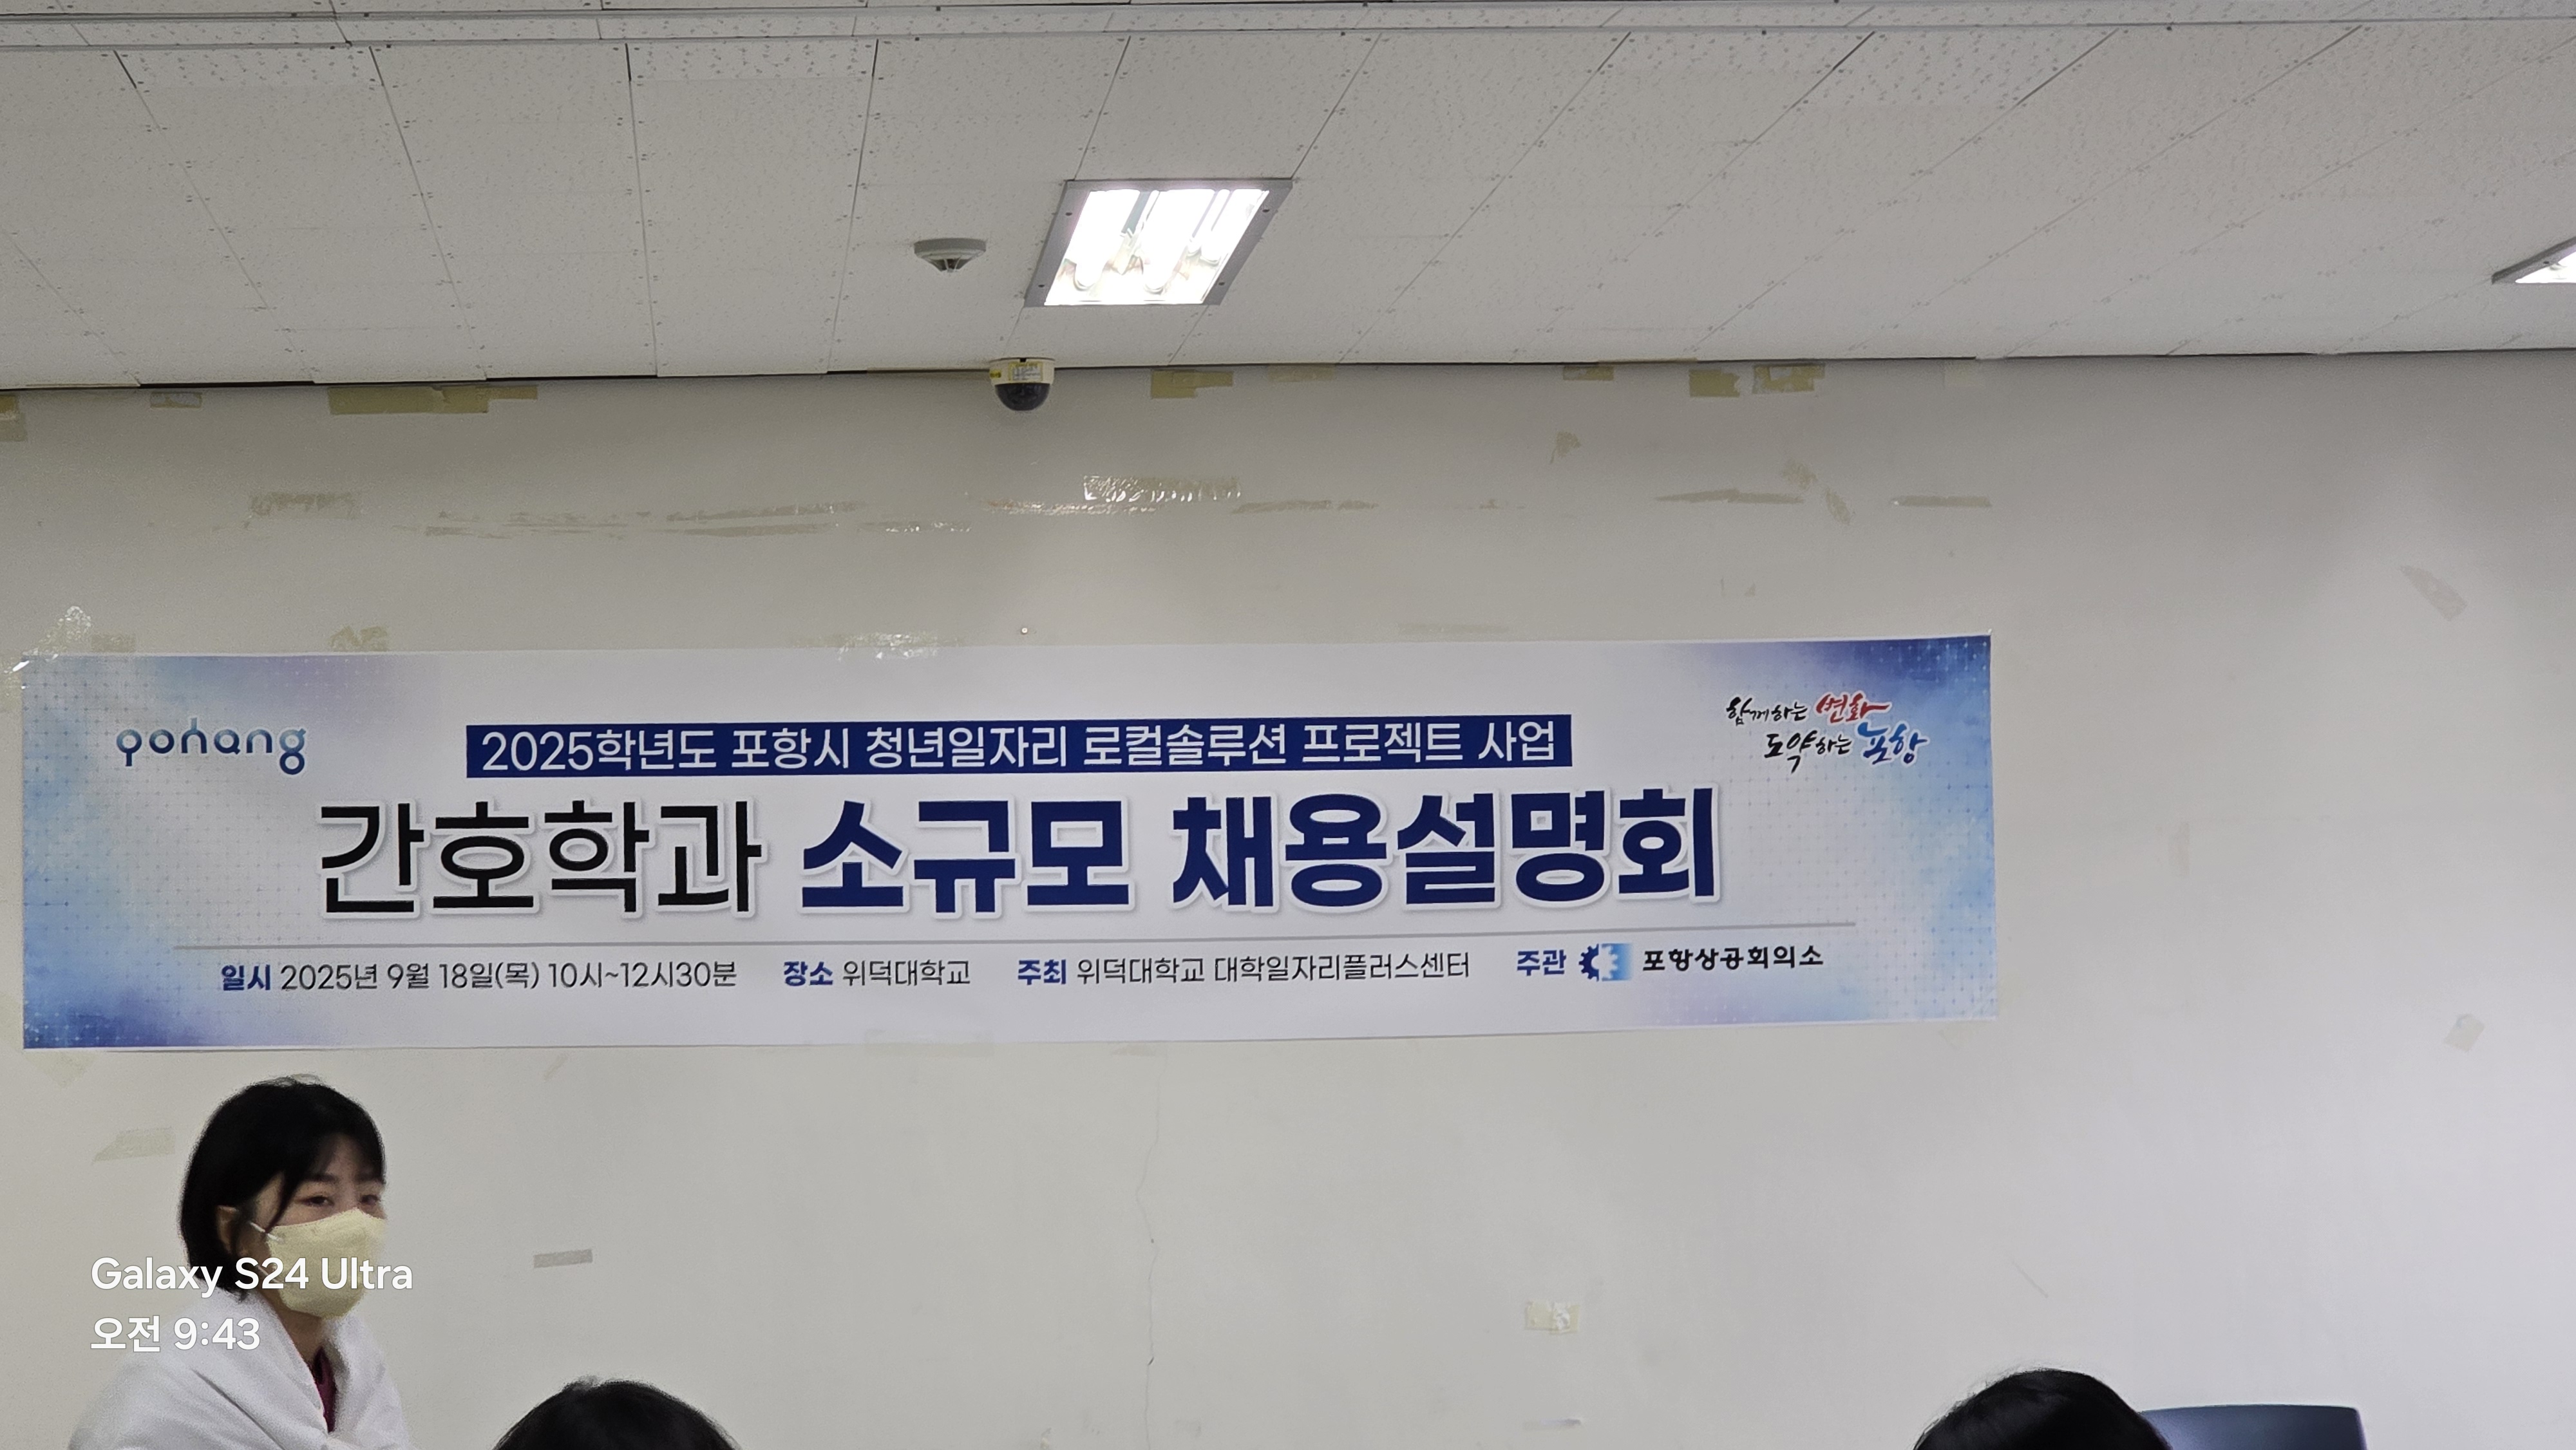 pohang
2025학년도 포항시 청년일자리 로컬솔루션 프로젝트 사업
함께하는 변화
도약하는 포항
간호학과 소규모 채용설명회
일시 2025년 9월 18일(목) 10시~12시30분 장소 위덕대학교 주최 위덕대학교 대학일자리플러스센터 주관 포항상공회의소
Galaxy S24 Ultra
오전 9:43